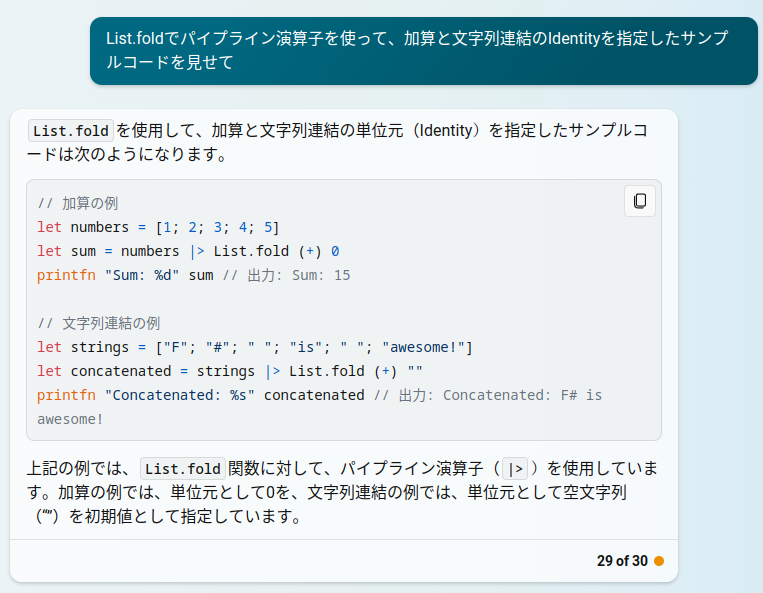 List.foldでパイプライン演算子を使って、加算と文字列連結のIdentityを指定したサンプ
ルコードを見せて
List.foldを使用して、加算と文字列連結の単位元（Identity）を指定したサンプルコ
ードは次のようになります。
// 加算の例
let numbers = [1; 2; 3; 4; 5]
let sum = numbers |> List.fold (+) 0
printfn "Sum: %d" sum // 出力: Sum: 15
// 文字列連結の例
let strings = ["F"; "#"; " "; "is"; " "; "awesome!"]
let concatenated = strings |> List.fold (+) ""
printfn "Concatenated: %s" concatenated // 出力: Concatenated: F# is
awesome!
上記の例では、List.fold関数に対して、パイプライン演算子（|>）を使用していま
す。加算の例では、単位元として0を、文字列連結の例では、単位元として空文字列
（“”）を初期値として指定しています。
29 of 30